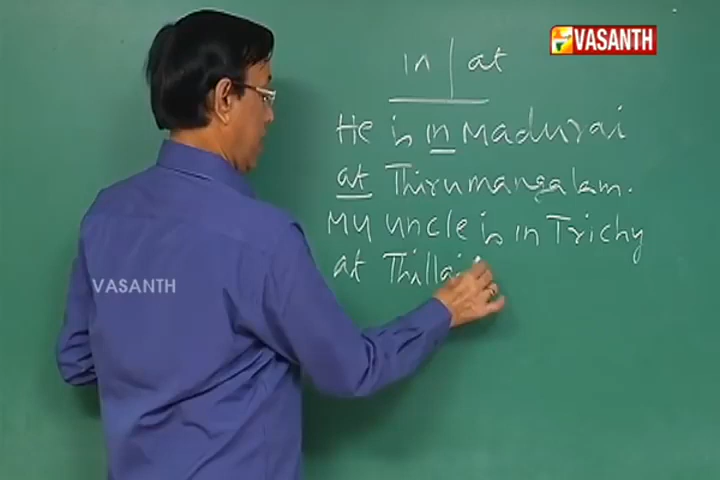 VASANTH
in | at
He is in Madurai
at Thirumangalam.
My uncle is in Trichy
at Thillai
VASANTH